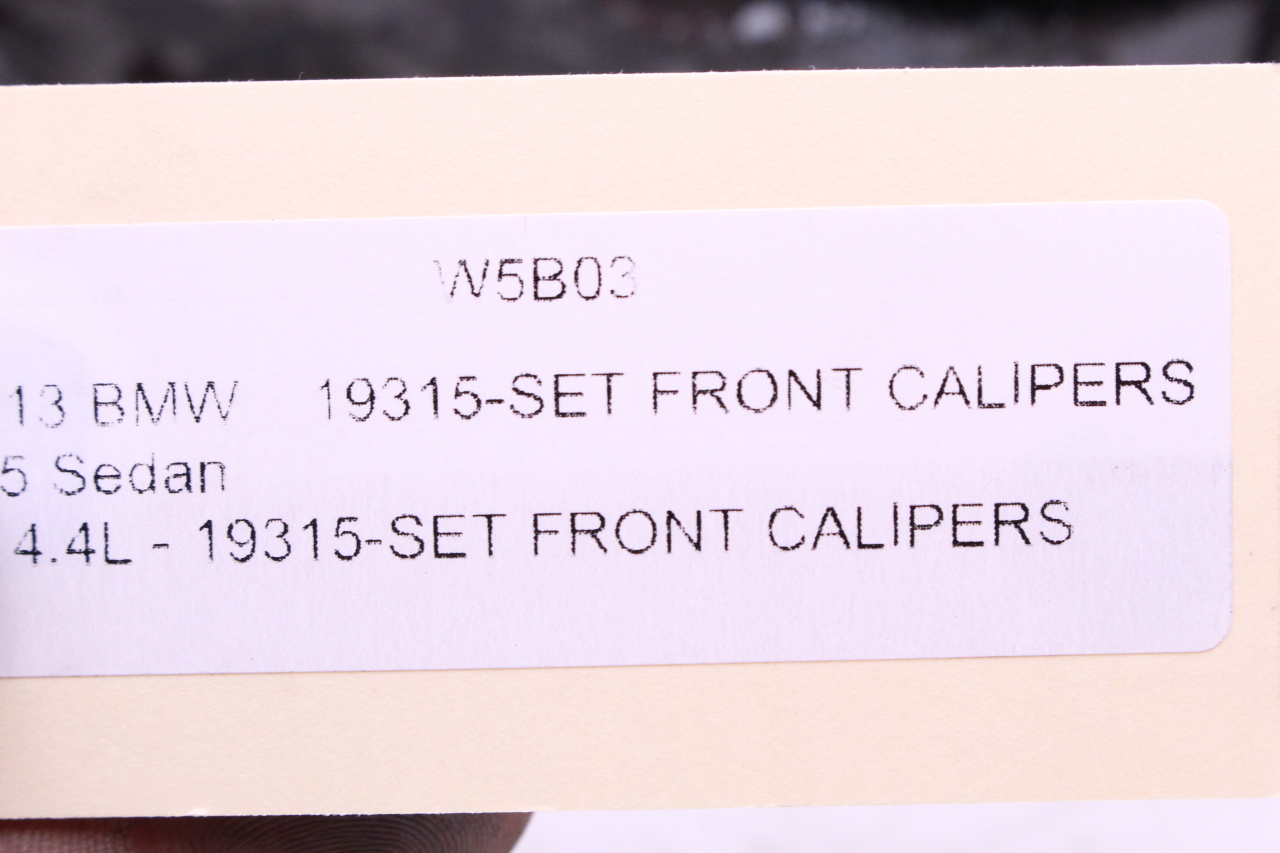 W5B03
13 BMW 19315-SET FRONT CALIPERS
5 Sedan
4.4L - 19315-SET FRONT CALIPERS